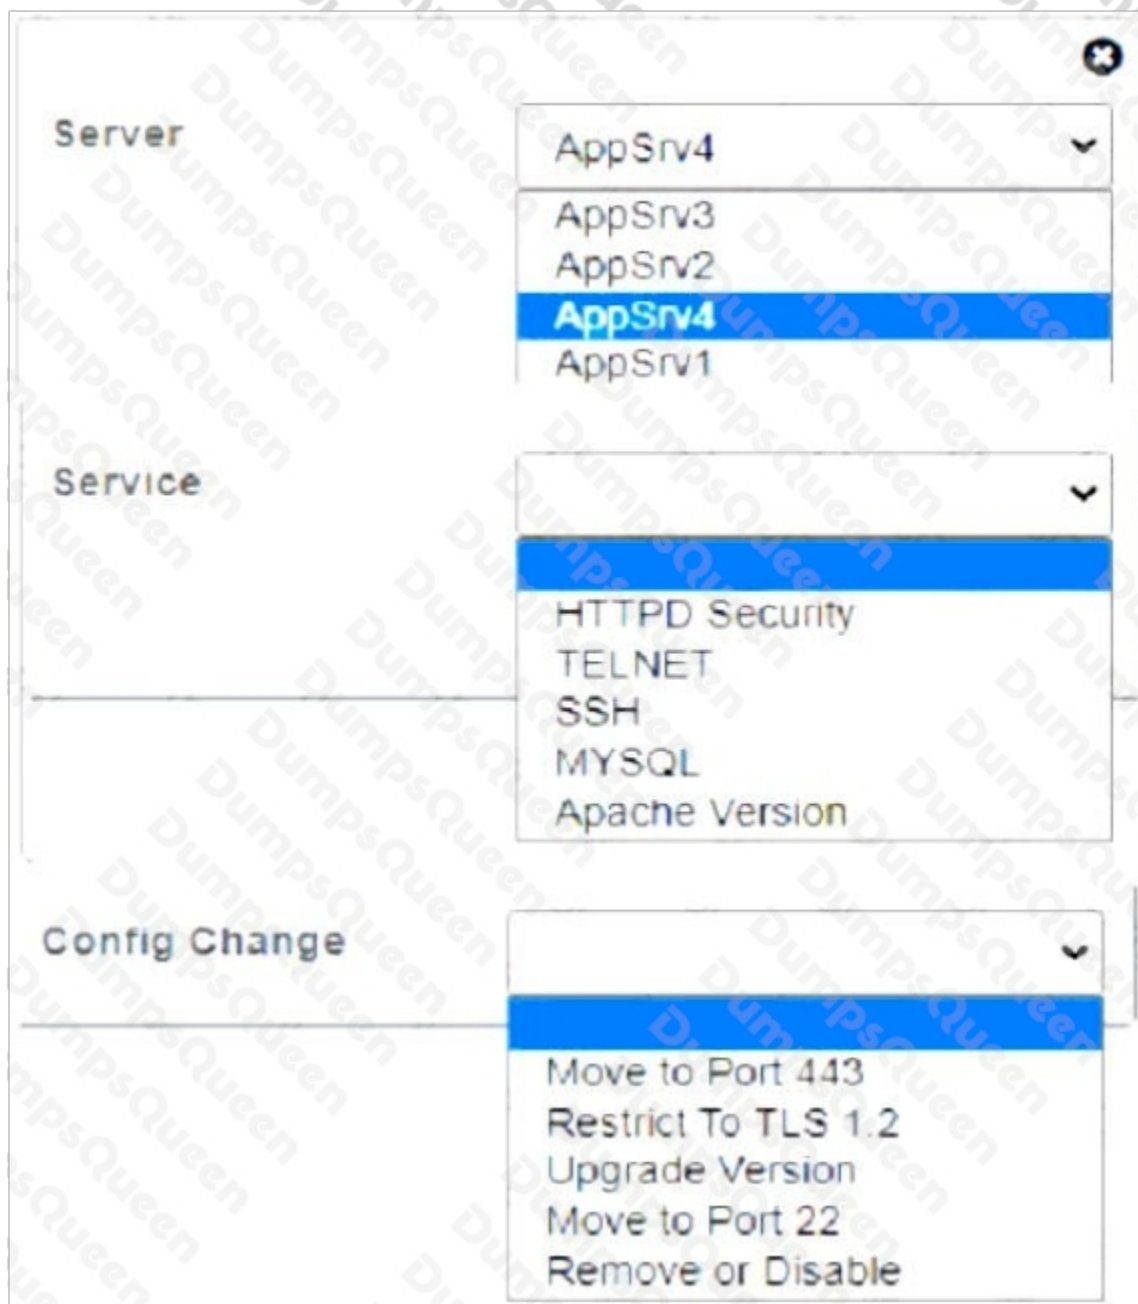 Server
AppSrv4
AppSrv3
AppSrv2
AppSrv4
AppSrv1
Service
HTTPD Security
TELNET
SSH
MYSQL
Apache Version
Config Change
Move to Port 443
Restrict To TLS 1.2
Upgrade Version
Move to Port 22
Remove or Disable
DumpsQueen